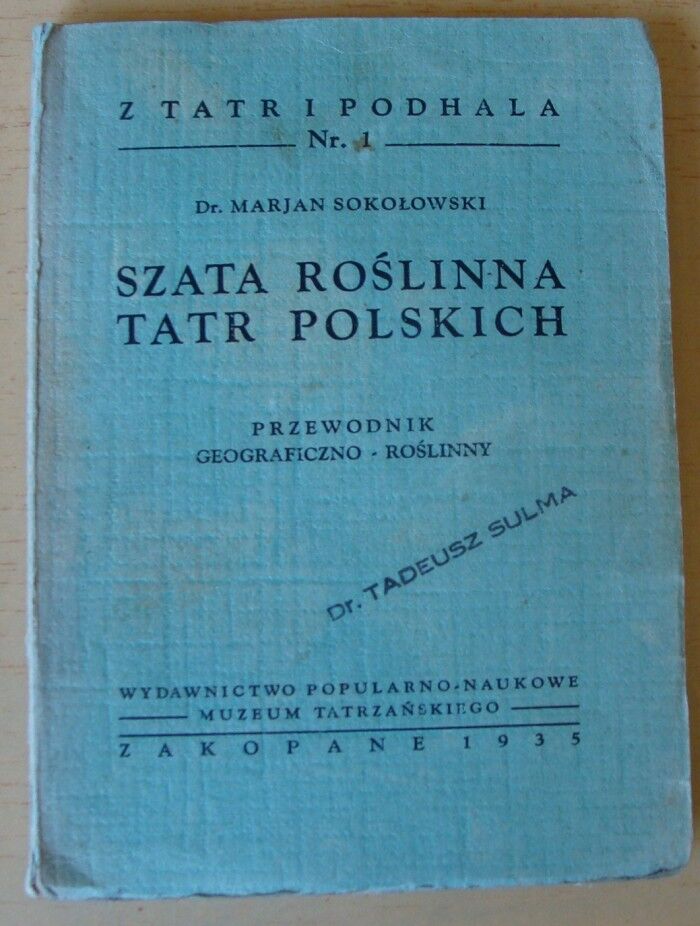 Z TATR I PODHALA
Nr. 1
Dr. MARJAN SOKOŁOWSKI
SZATA ROŚLINNA
TATR POLSKICH
PRZEWODNIK
GEOGRAFICZNO - ROŚLINNY
Dr. TADEUSZ SULMA
WYDAWNICTWO POPULARNO-NAUKOWE
MUZEUM TATRZAŃSKIEGO
ZAKOPANE 1935